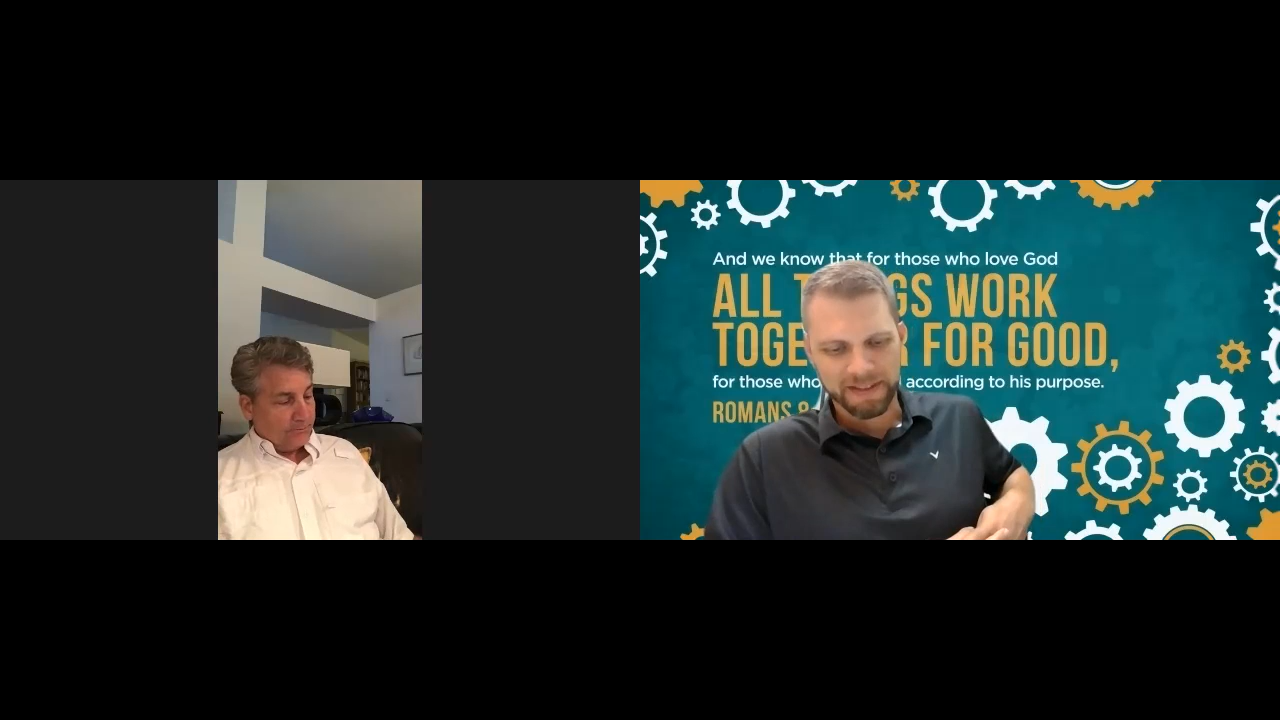 And we know that for those who love God
ALL T GS WORK
TOGE R FOR GOOD,
for those who according to his purpose.
ROMANS 8